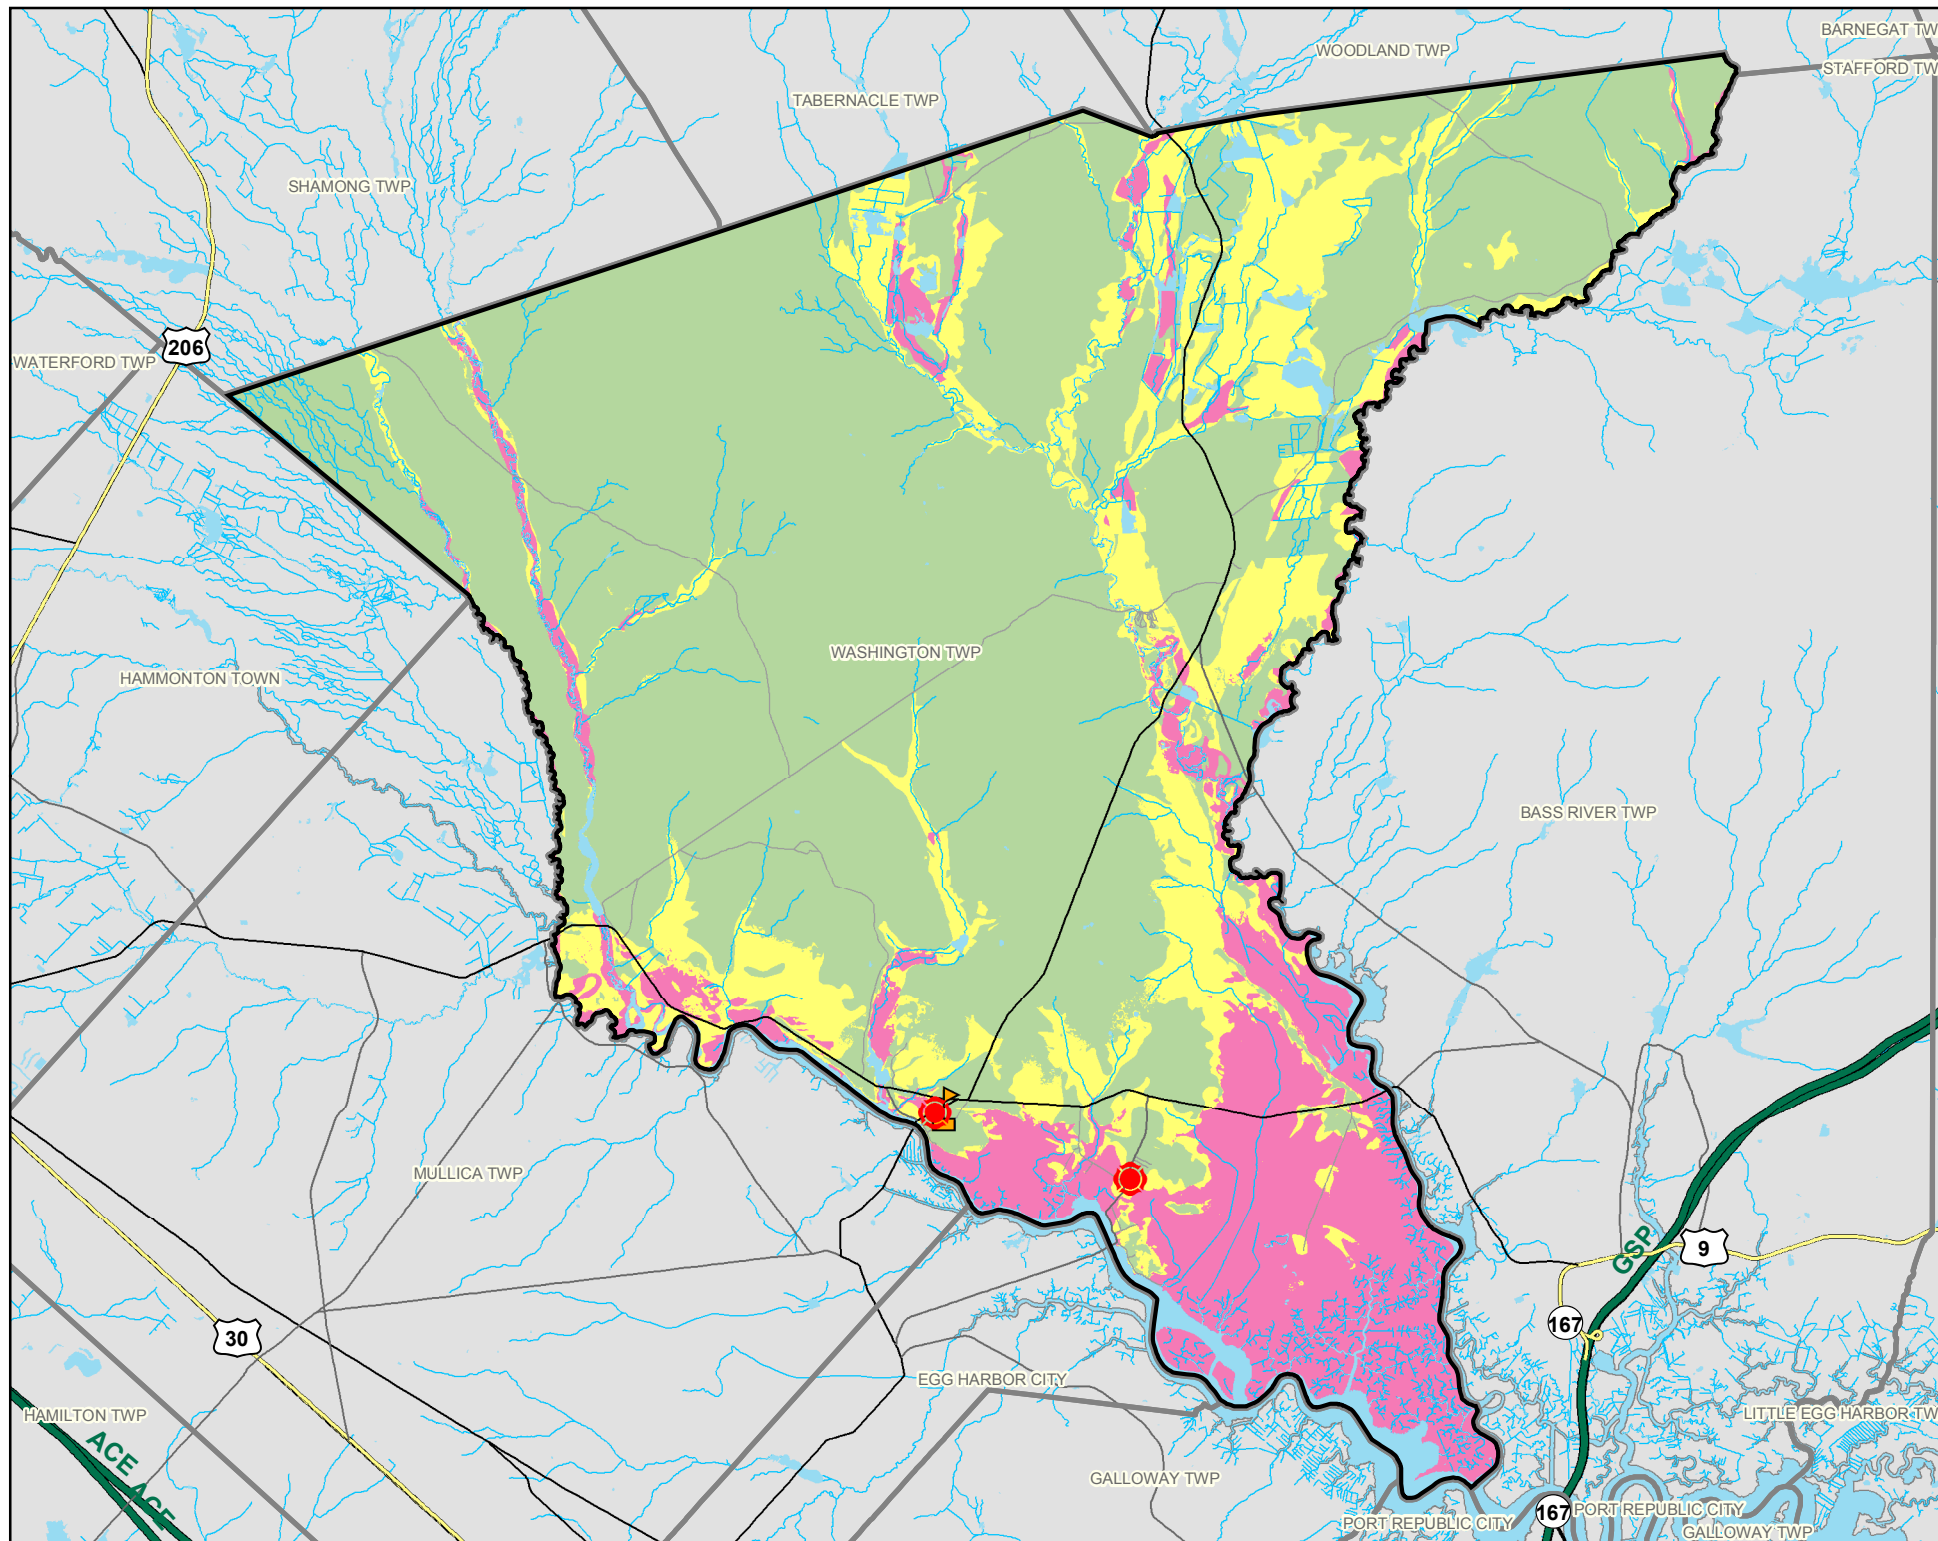 BARNEGAT TW
WOODLAND TWP
STAFFORD TW
TABERNACLE TWP
SHAMONG TWP
206
WATERFORD TWP
WASHINGTON TWP
HAMMONTON TOWN
BASS RIVER TWP
MULLICA TWP
GSP
9
167
30
EGG HARBOR CITY
HAMILTON TWP
LITTLE EGG HARBOR TW
ACE ACE
ACE
GALLOWAY TWP
167
PORT REPUBLIC CITY
PORT REPUBLIC CITY
GALLOWAY TWP